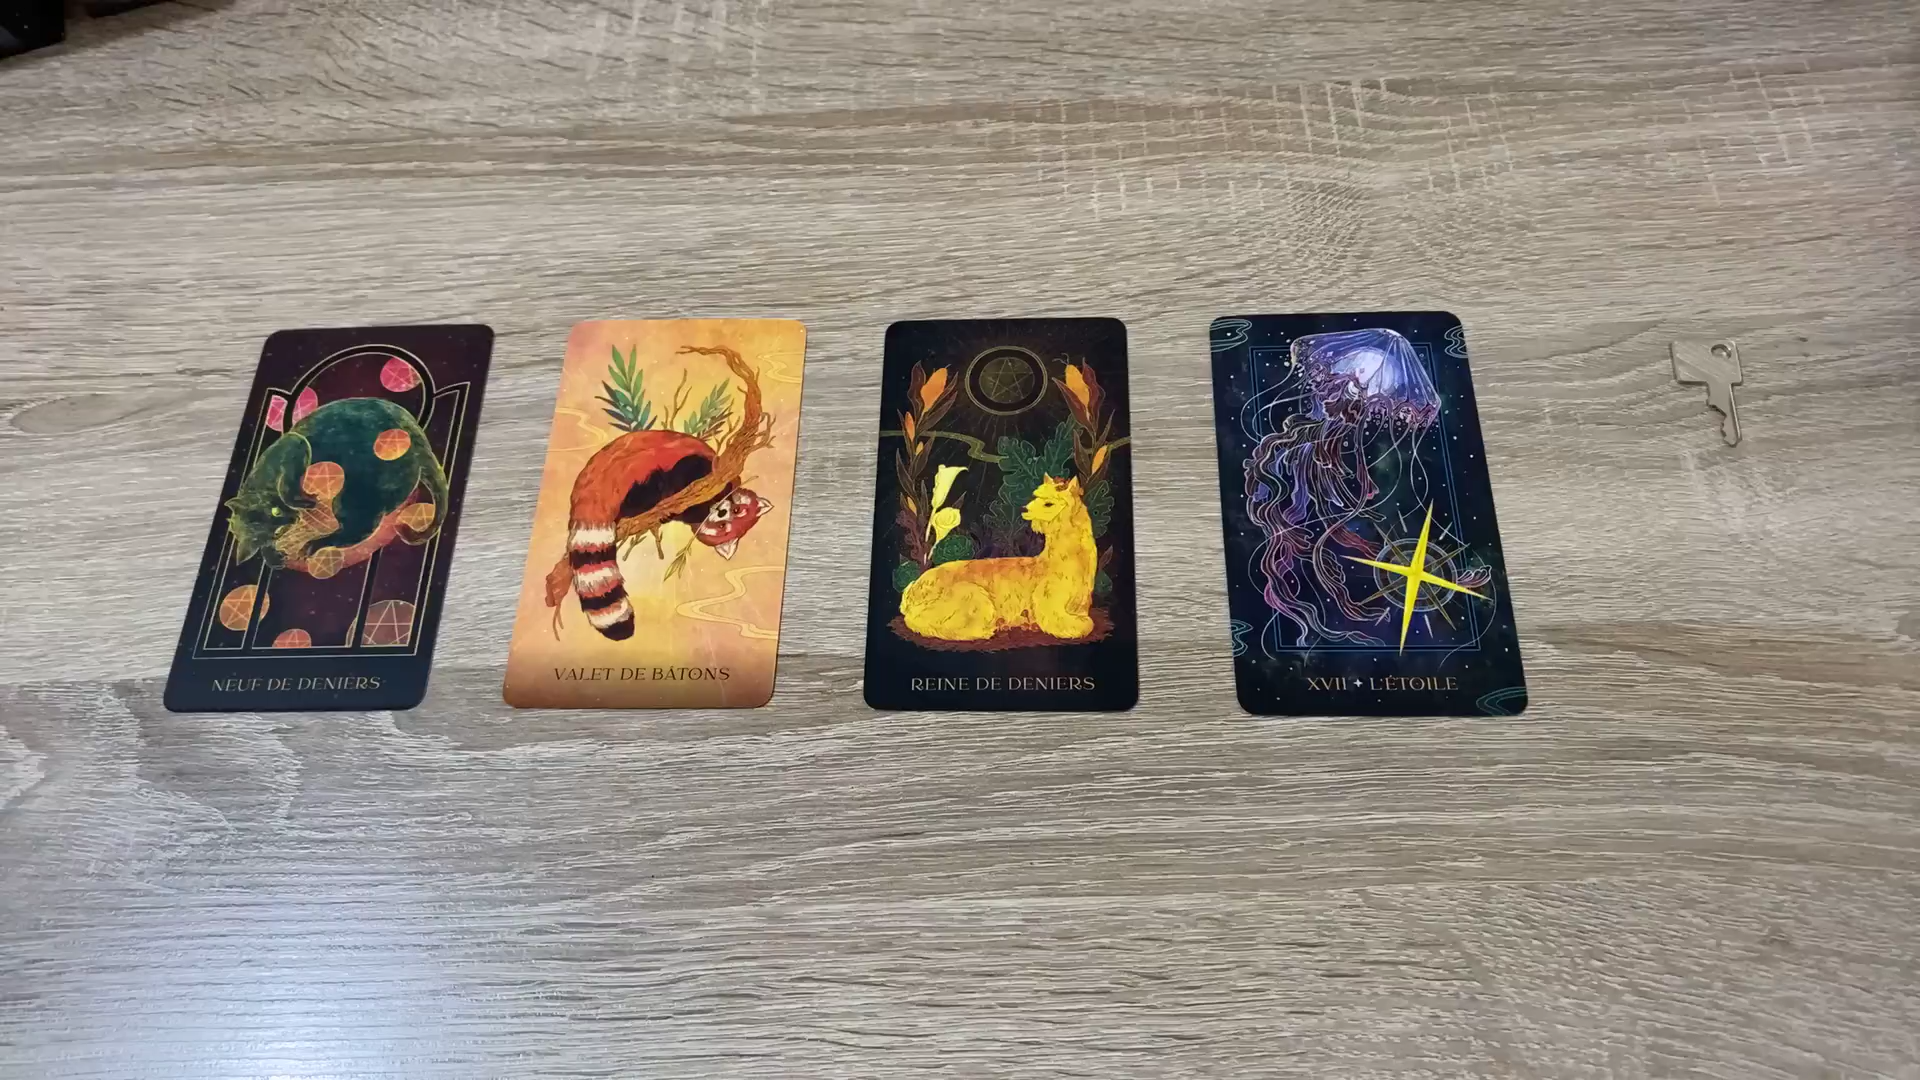 NEUF DE DENIERS
VALET DE BÂTONS
REINE DE DENIERS
XVII ✦ L'ÉTOILE